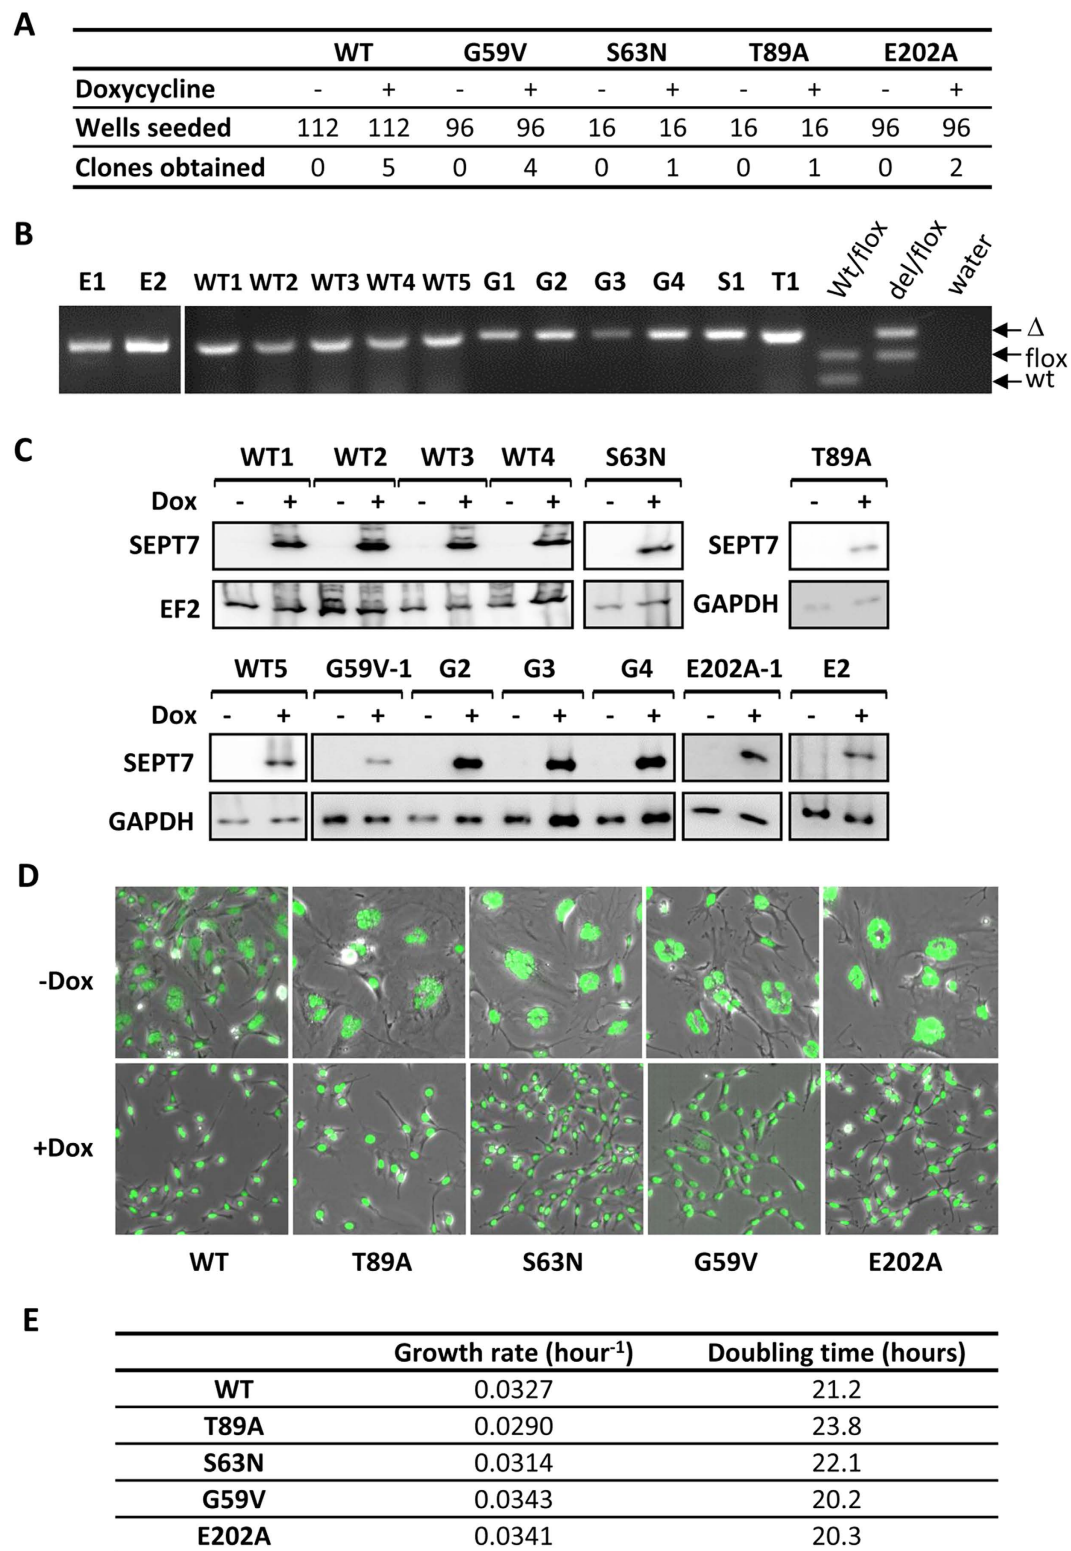 A
WT G59V S63N T89A E202A
Doxycycline - + - + - + - + - +
Wells seeded 112 112 96 96 16 16 16 16 96 96
Clones obtained 0 5 0 4 0 1 0 1 0 2
B
E1 E2 WT1 WT2 WT3 WT4 WT5 G1 G2 G3 G4 S1 T1 Wt/flox del/flox water
Δ
flox
wt
C
WT1 WT2 WT3 WT4 S63N T89A
Dox - + - + - + - + - + - +
SEPT7 SEPT7
EF2 GAPDH
WT5 G59V-1 G2 G3 G4 E202A-1 E2
Dox - + - + - + - + - + - + - +
SEPT7
GAPDH
D
-Dox
+Dox
WT T89A S63N G59V E202A
E
Growth rate (hour-1) Doubling time (hours)
WT 0.0327 21.2
T89A 0.0290 23.8
S63N 0.0314 22.1
G59V 0.0343 20.2
E202A 0.0341 20.3